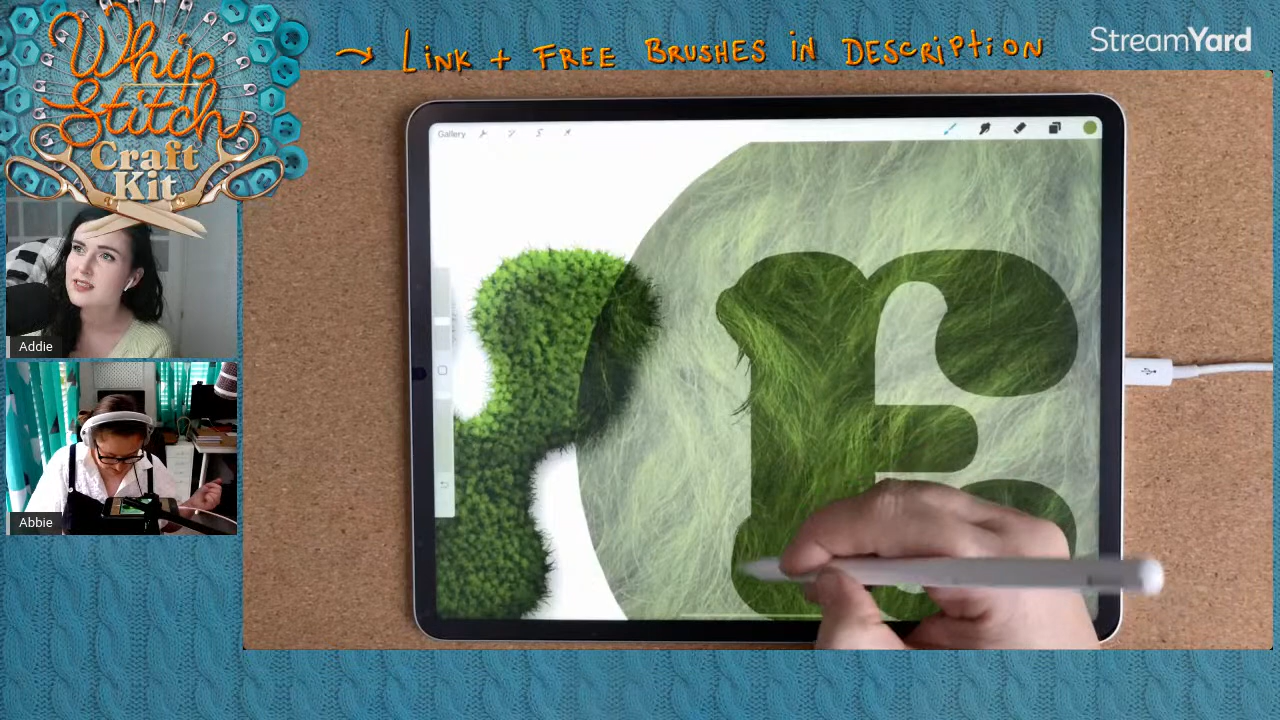 Whip
Stitch
Craft
Kit
→ Link + FREE BRUSHES iN DEScRiPtiON
StreamYard
Gallery
Addie
Abbie